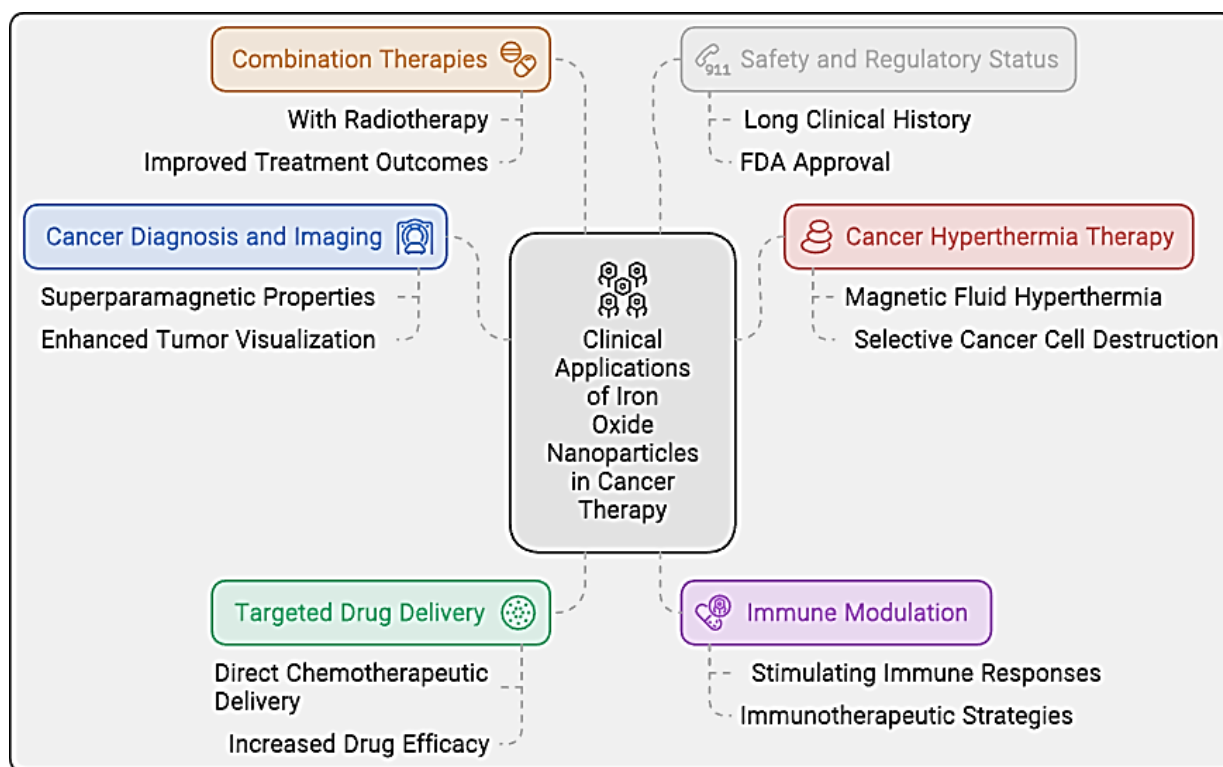 Combination Therapies
With Radiotherapy
Improved Treatment Outcomes
911 Safety and Regulatory Status
Long Clinical History
FDA Approval
Cancer Diagnosis and Imaging
Superparamagnetic Properties
Enhanced Tumor Visualization
Cancer Hyperthermia Therapy
Magnetic Fluid Hyperthermia
Selective Cancer Cell Destruction
Clinical
Applications
of Iron
Oxide
Nanoparticles
in Cancer
Therapy
Targeted Drug Delivery
Direct Chemotherapeutic
Delivery
Increased Drug Efficacy
Immune Modulation
Stimulating Immune Responses
Immunotherapeutic Strategies